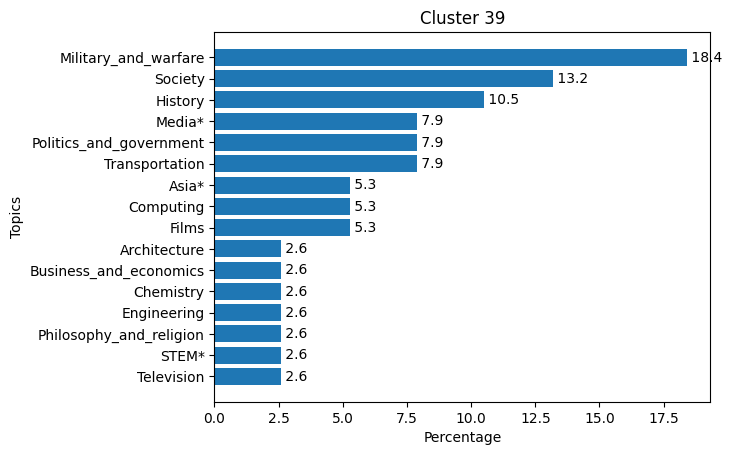 Cluster 39
Military_and_warfare 18.4
Society 13.2
History 10.5
Media* 7.9
Politics_and_government 7.9
Transportation 7.9
Asia* 5.3
Computing 5.3
Films 5.3
Architecture 2.6
Business_and_economics 2.6
Chemistry 2.6
Engineering 2.6
Philosophy_and_religion 2.6
STEM* 2.6
Television 2.6
Topics
0.0 2.5 5.0 7.5 10.0 12.5 15.0 17.5
Percentage